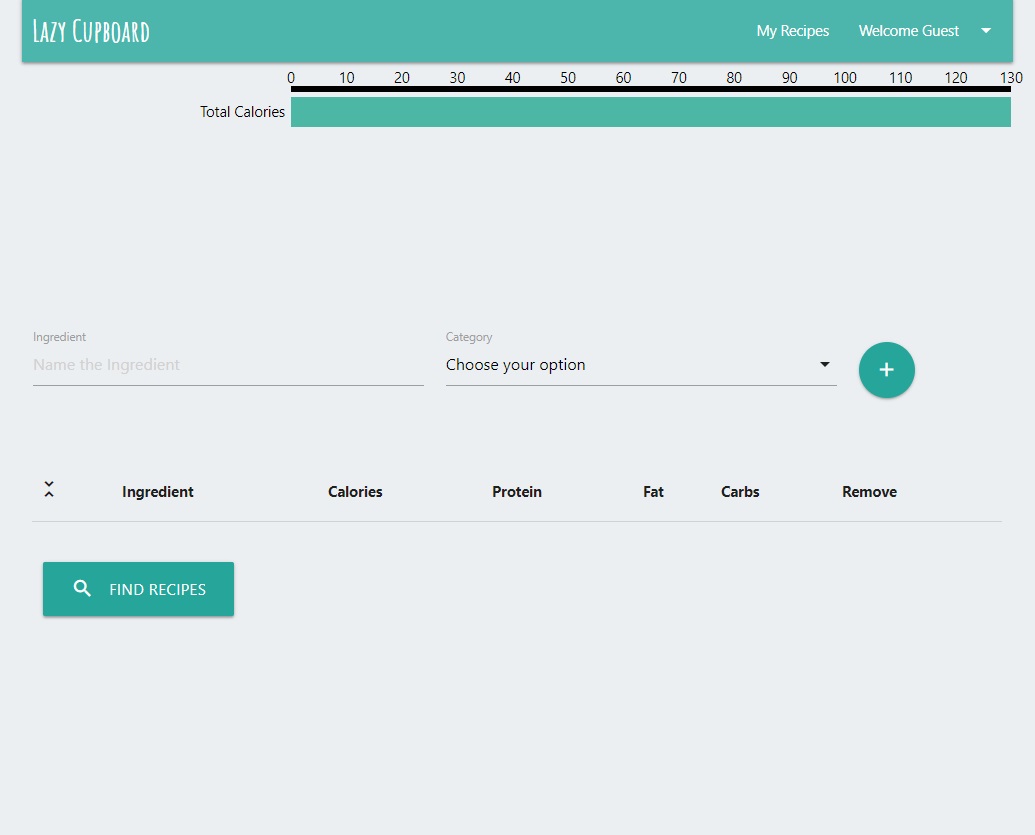 Lazy Cupboard My Recipes Welcome Guest
0 10 20 30 40 50 60 70 80 90 100 110 120 130
Total Calories
Ingredient Category
Name the Ingredient Choose your option
Ingredient Calories Protein Fat Carbs Remove
FIND RECIPES